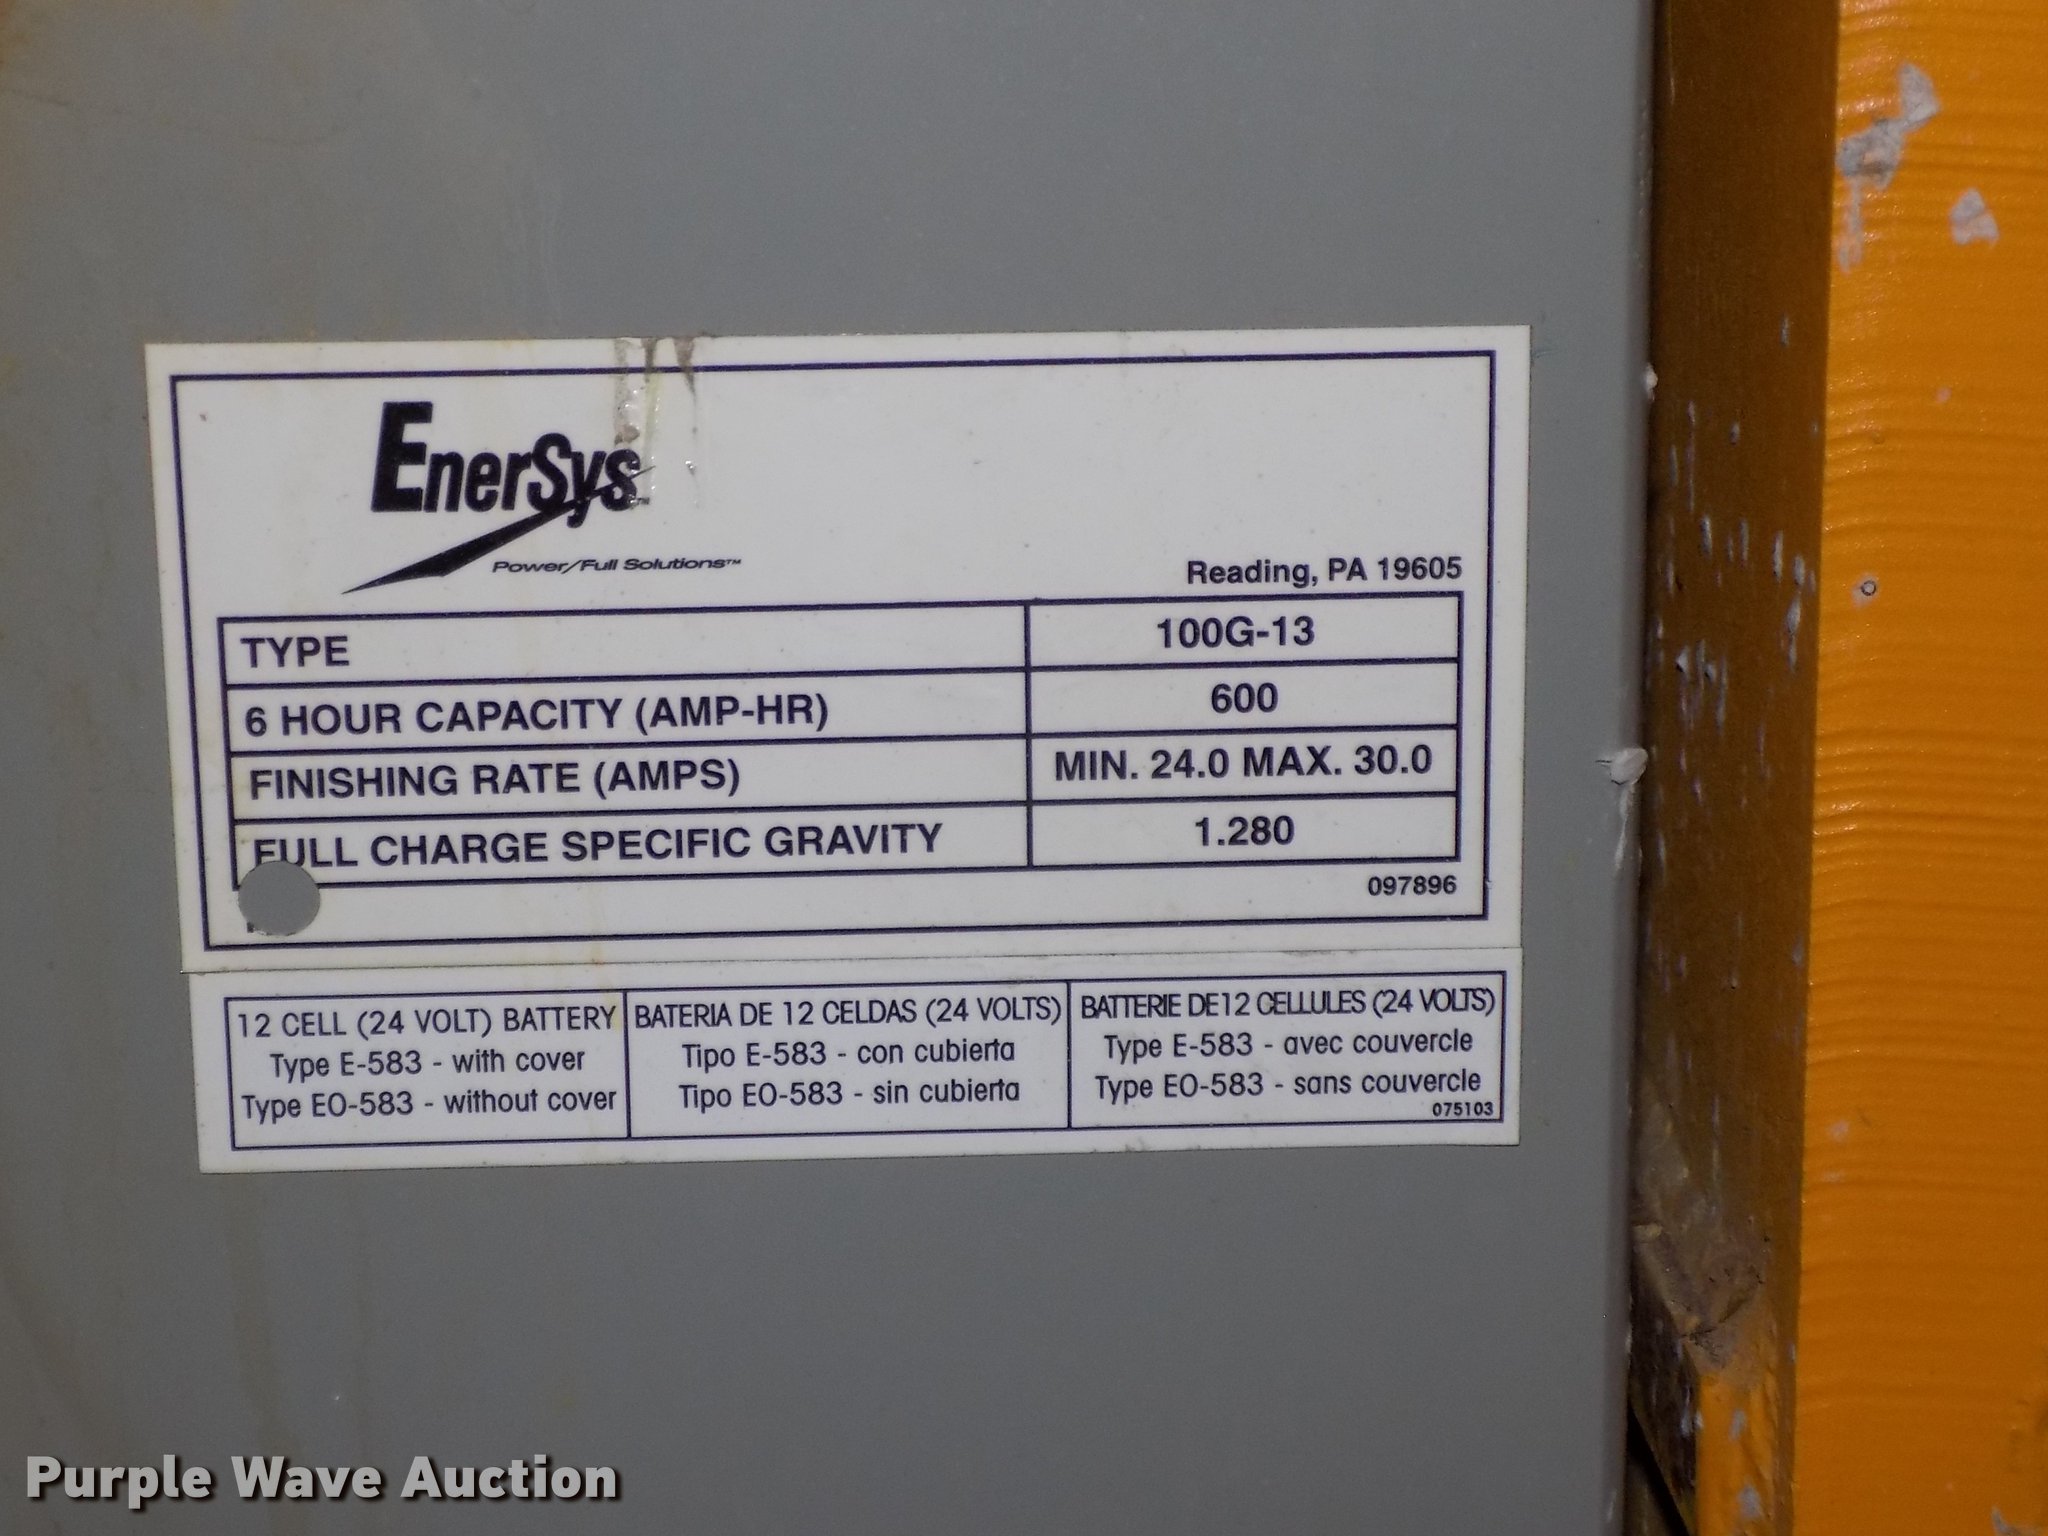 EnerSys™
Power/Full Solutions™
Reading, PA 19605
TYPE 100G-13
6 HOUR CAPACITY (AMP-HR) 600
FINISHING RATE (AMPS) MIN. 24.0 MAX. 30.0
FULL CHARGE SPECIFIC GRAVITY 1.280
097896
12 CELL (24 VOLT) BATTERY
Type E-583 - with cover
Type EO-583 - without cover
BATERIA DE 12 CELDAS (24 VOLTS)
Tipo E-583 - con cubierta
Tipo EO-583 - sin cubierta
BATTERIE DE12 CELLULES (24 VOLTS)
Type E-583 - avec couvercle
Type EO-583 - sans couvercle
075103
Purple Wave Auction